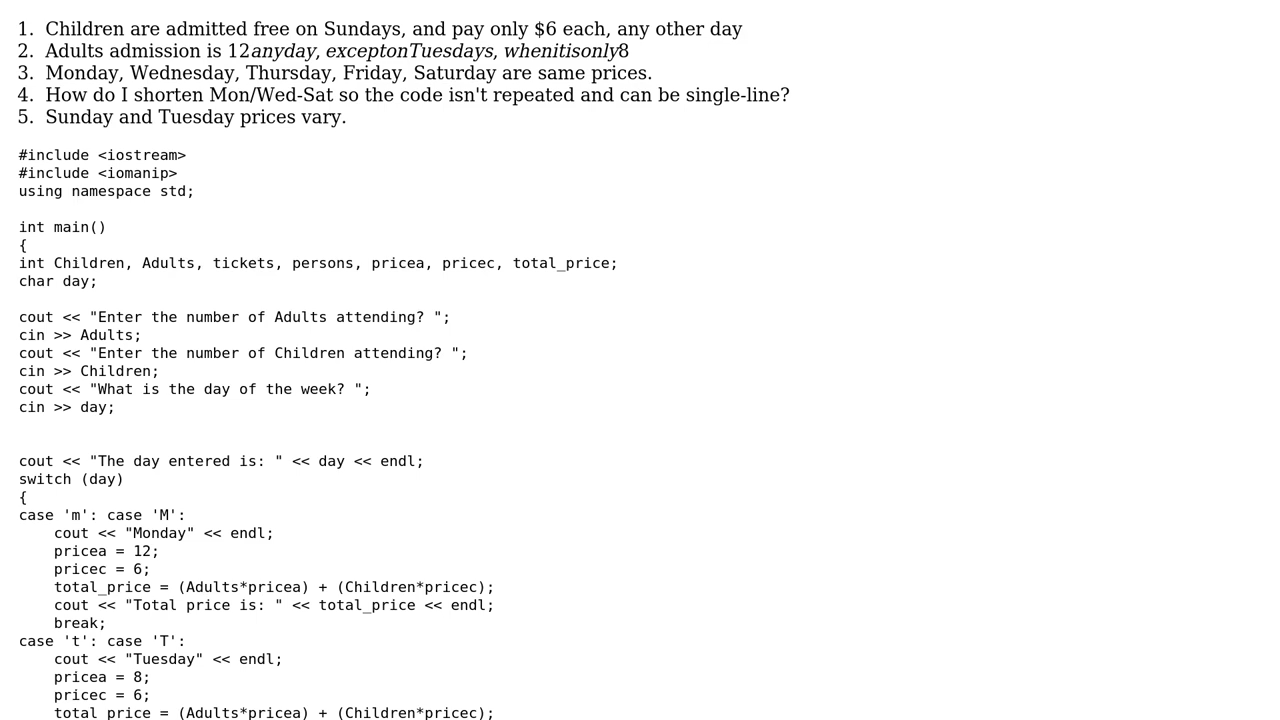 1. Children are admitted free on Sundays, and pay only $6 each, any other day
2. Adults admission is 12anyday, exceptonTuesdays, whenitisonly8
3. Monday, Wednesday, Thursday, Friday, Saturday are same prices.
4. How do I shorten Mon/Wed-Sat so the code isn't repeated and can be single-line?
5. Sunday and Tuesday prices vary.
#include <iostream>
#include <iomanip>
using namespace std;
int main()
{
int Children, Adults, tickets, persons, pricea, pricec, total_price;
char day;
cout << "Enter the number of Adults attending? ";
cin >> Adults;
cout << "Enter the number of Children attending? ";
cin >> Children;
cout << "What is the day of the week? ";
cin >> day;
cout << "The day entered is: " << day << endl;
switch (day)
{
case 'm': case 'M':
    cout << "Monday" << endl;
    pricea = 12;
    pricec = 6;
    total_price = (Adults*pricea) + (Children*pricec);
    cout << "Total price is: " << total_price << endl;
    break;
case 't': case 'T':
    cout << "Tuesday" << endl;
    pricea = 8;
    pricec = 6;
    total_price = (Adults*pricea) + (Children*pricec);